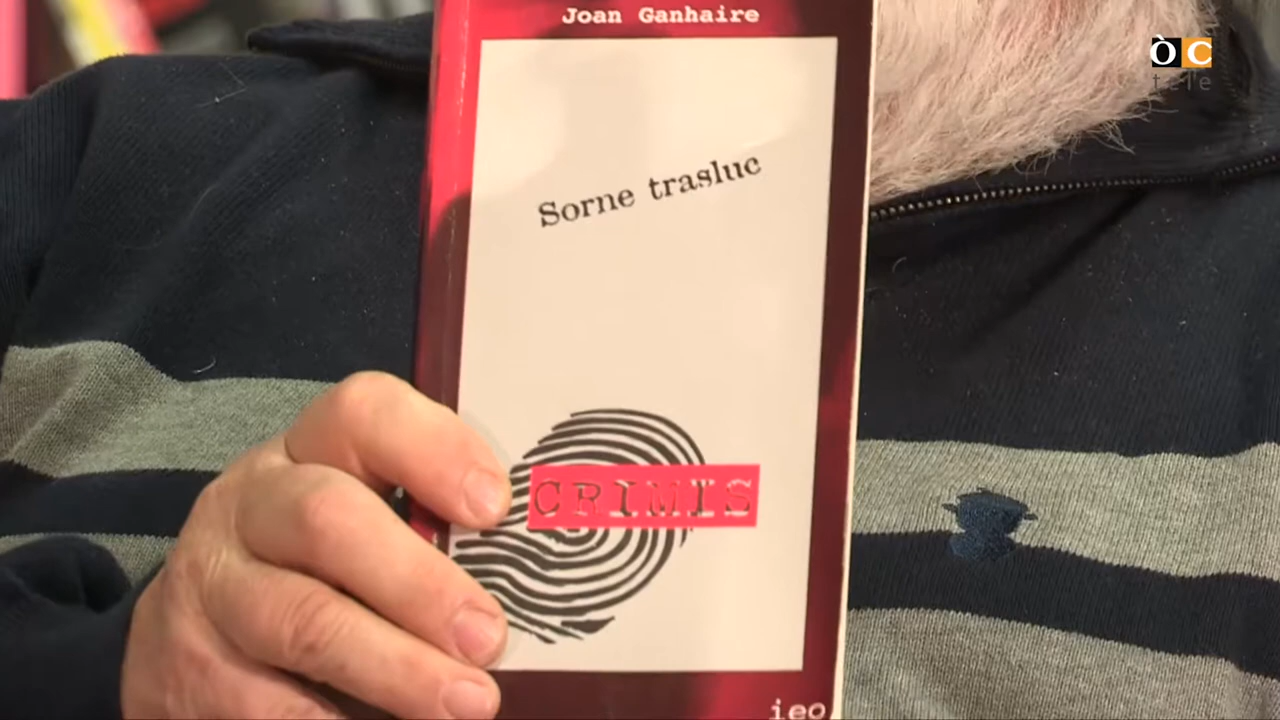 Joan Ganhaire
òc
tele
Sorne trasluc
CRIMIS
ieo